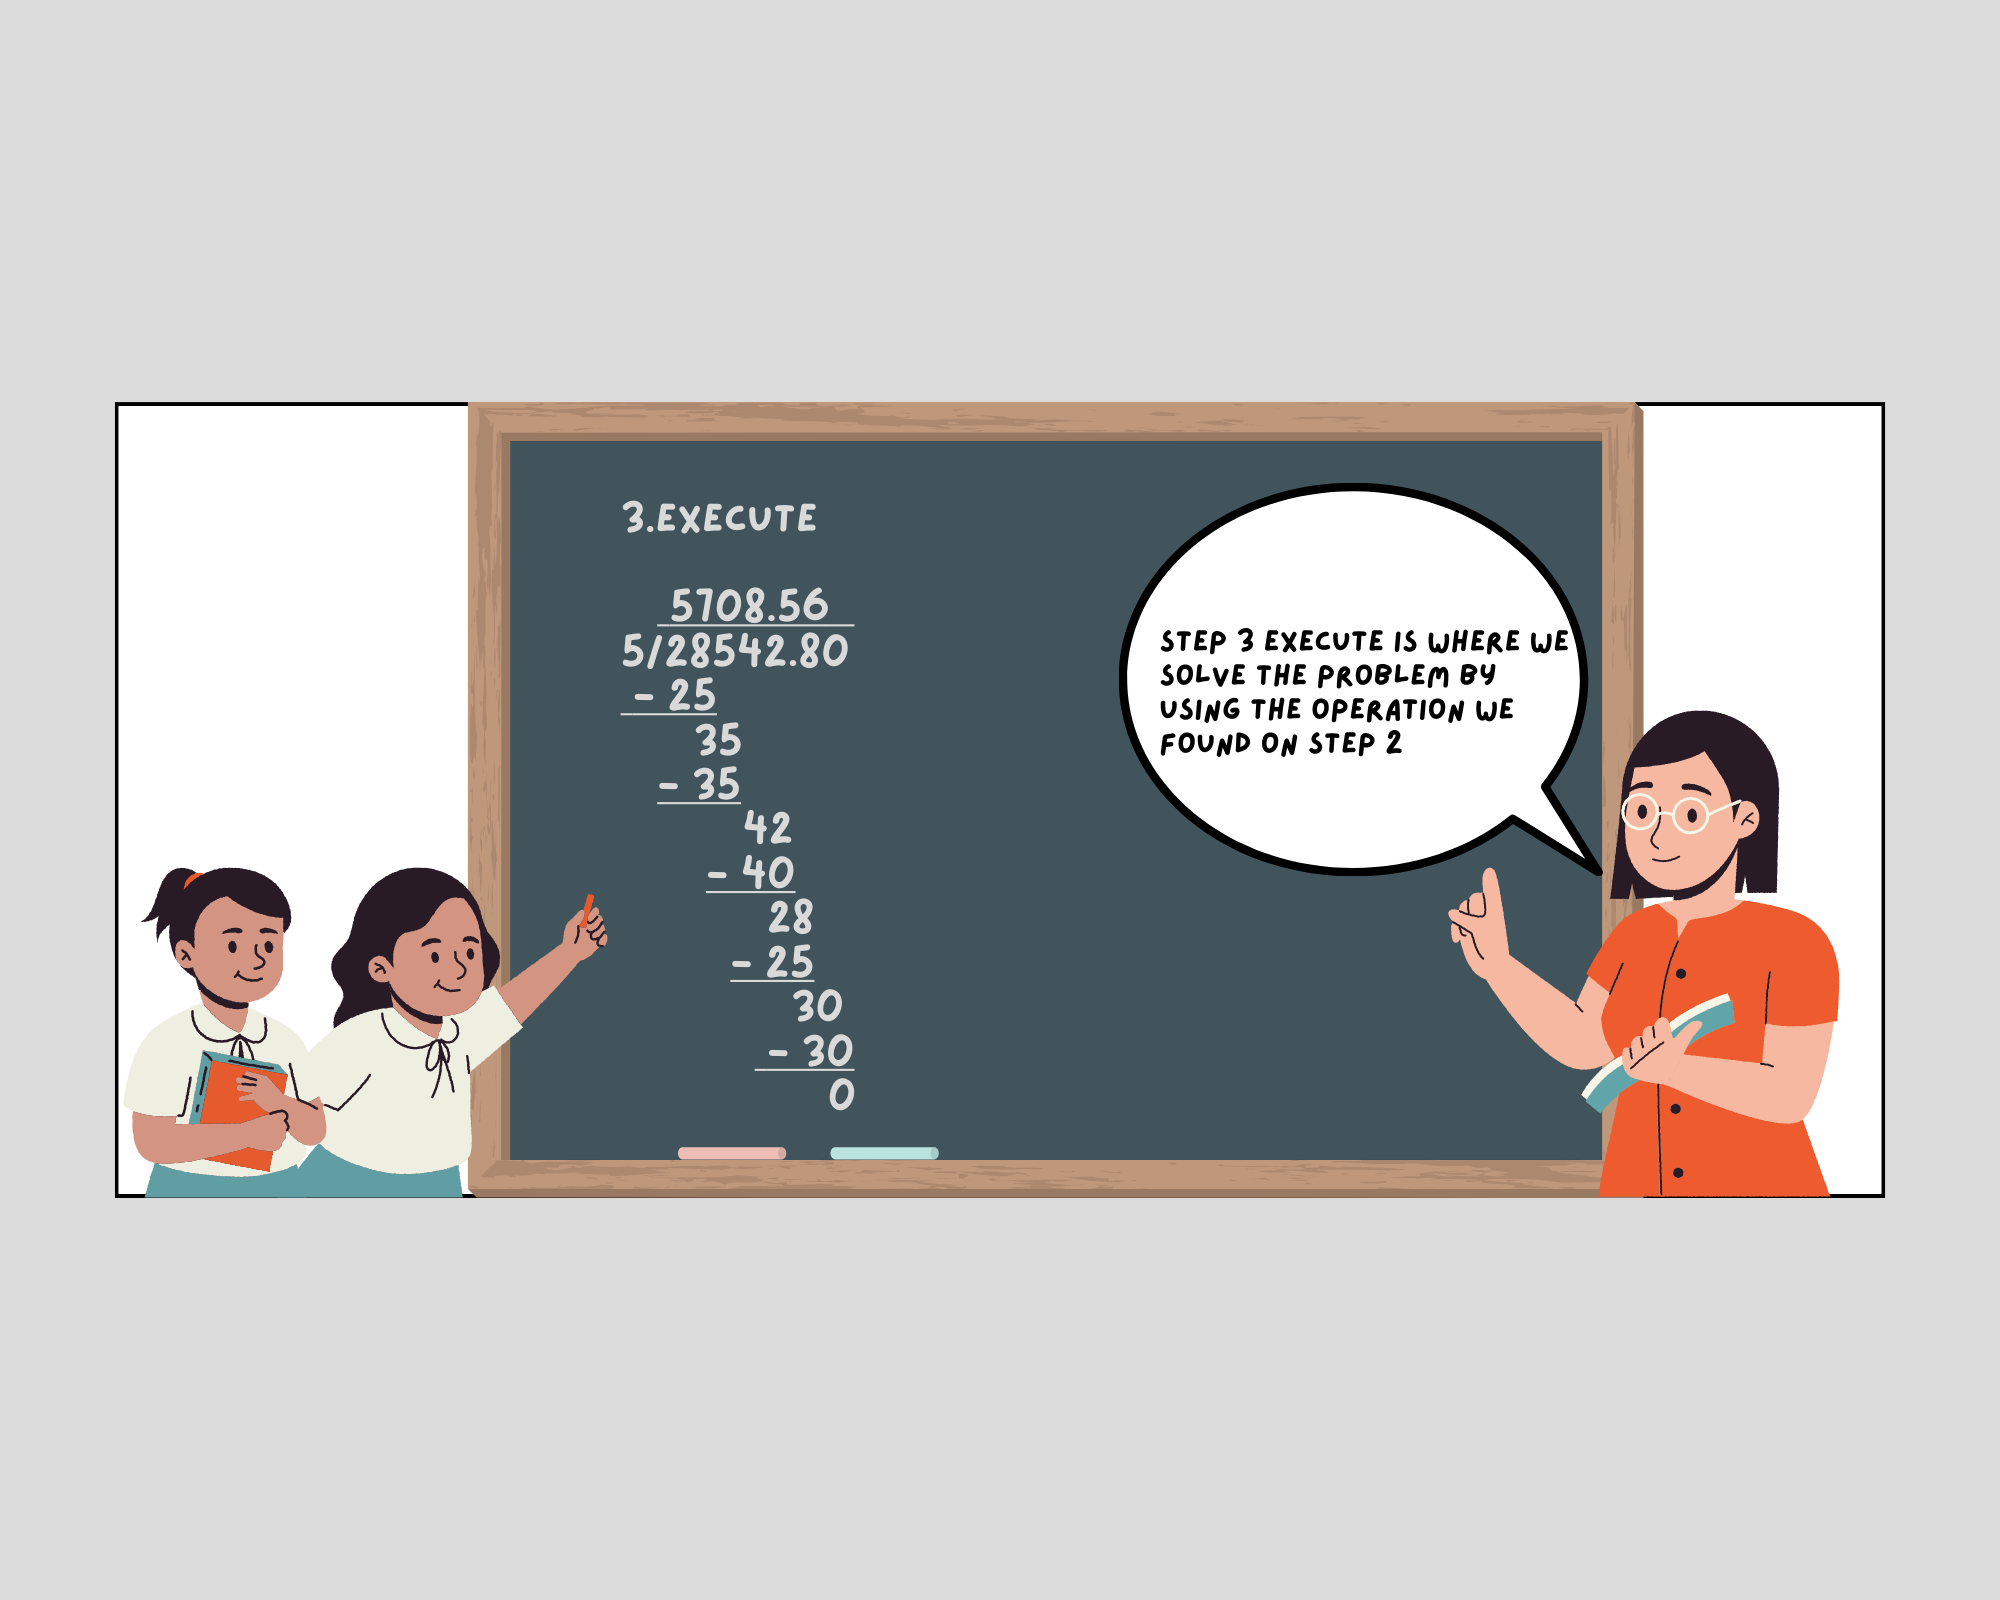 3.EXECUTE
5708.56
5/28542.80
- 25
35
- 35
42
- 40
28
- 25
30
- 30
0
STEP 3 EXECUTE IS WHERE WE
SOLVE THE PROBLEM BY
USING THE OPERATION WE
FOUND ON STEP 2